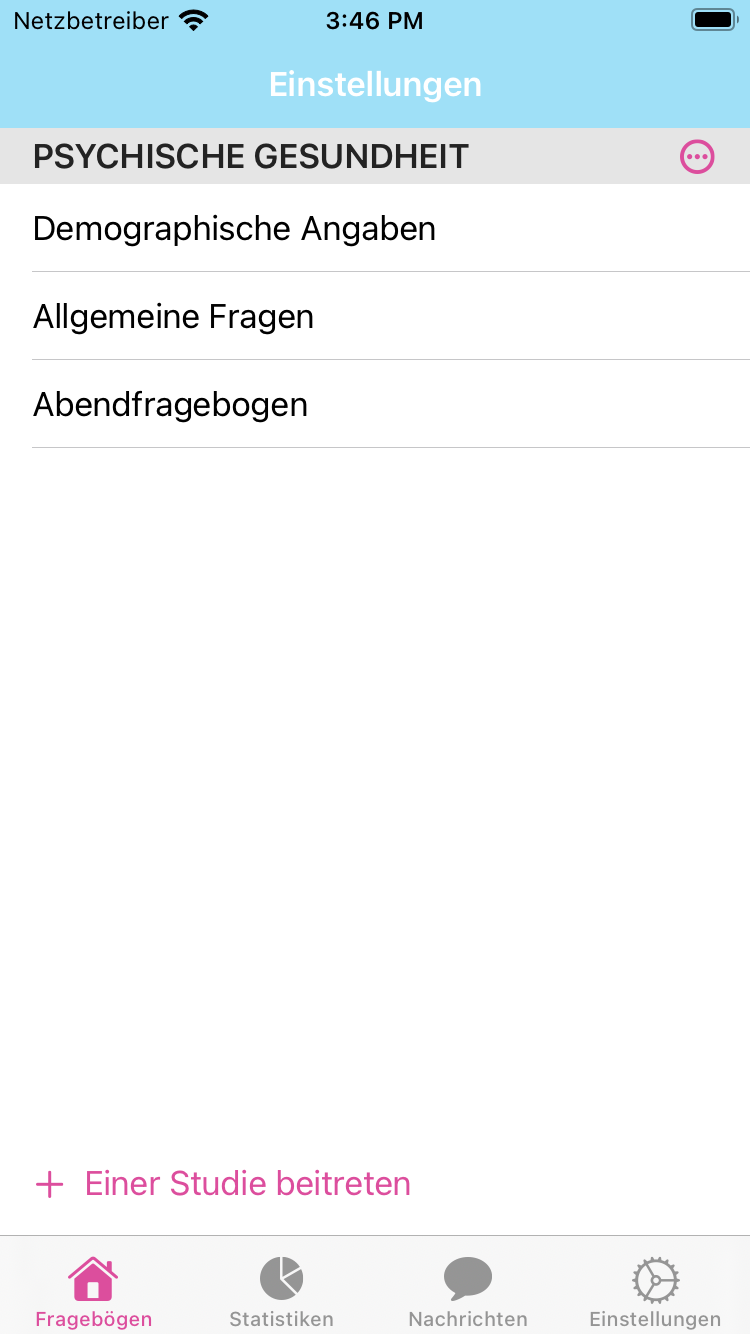 Netzbetreiber 3:46 PM
Einstellungen
PSYCHISCHE GESUNDHEIT
Demographische Angaben
Allgemeine Fragen
Abendfragebogen
+ Einer Studie beitreten
Fragebögen Statistiken Nachrichten Einstellungen